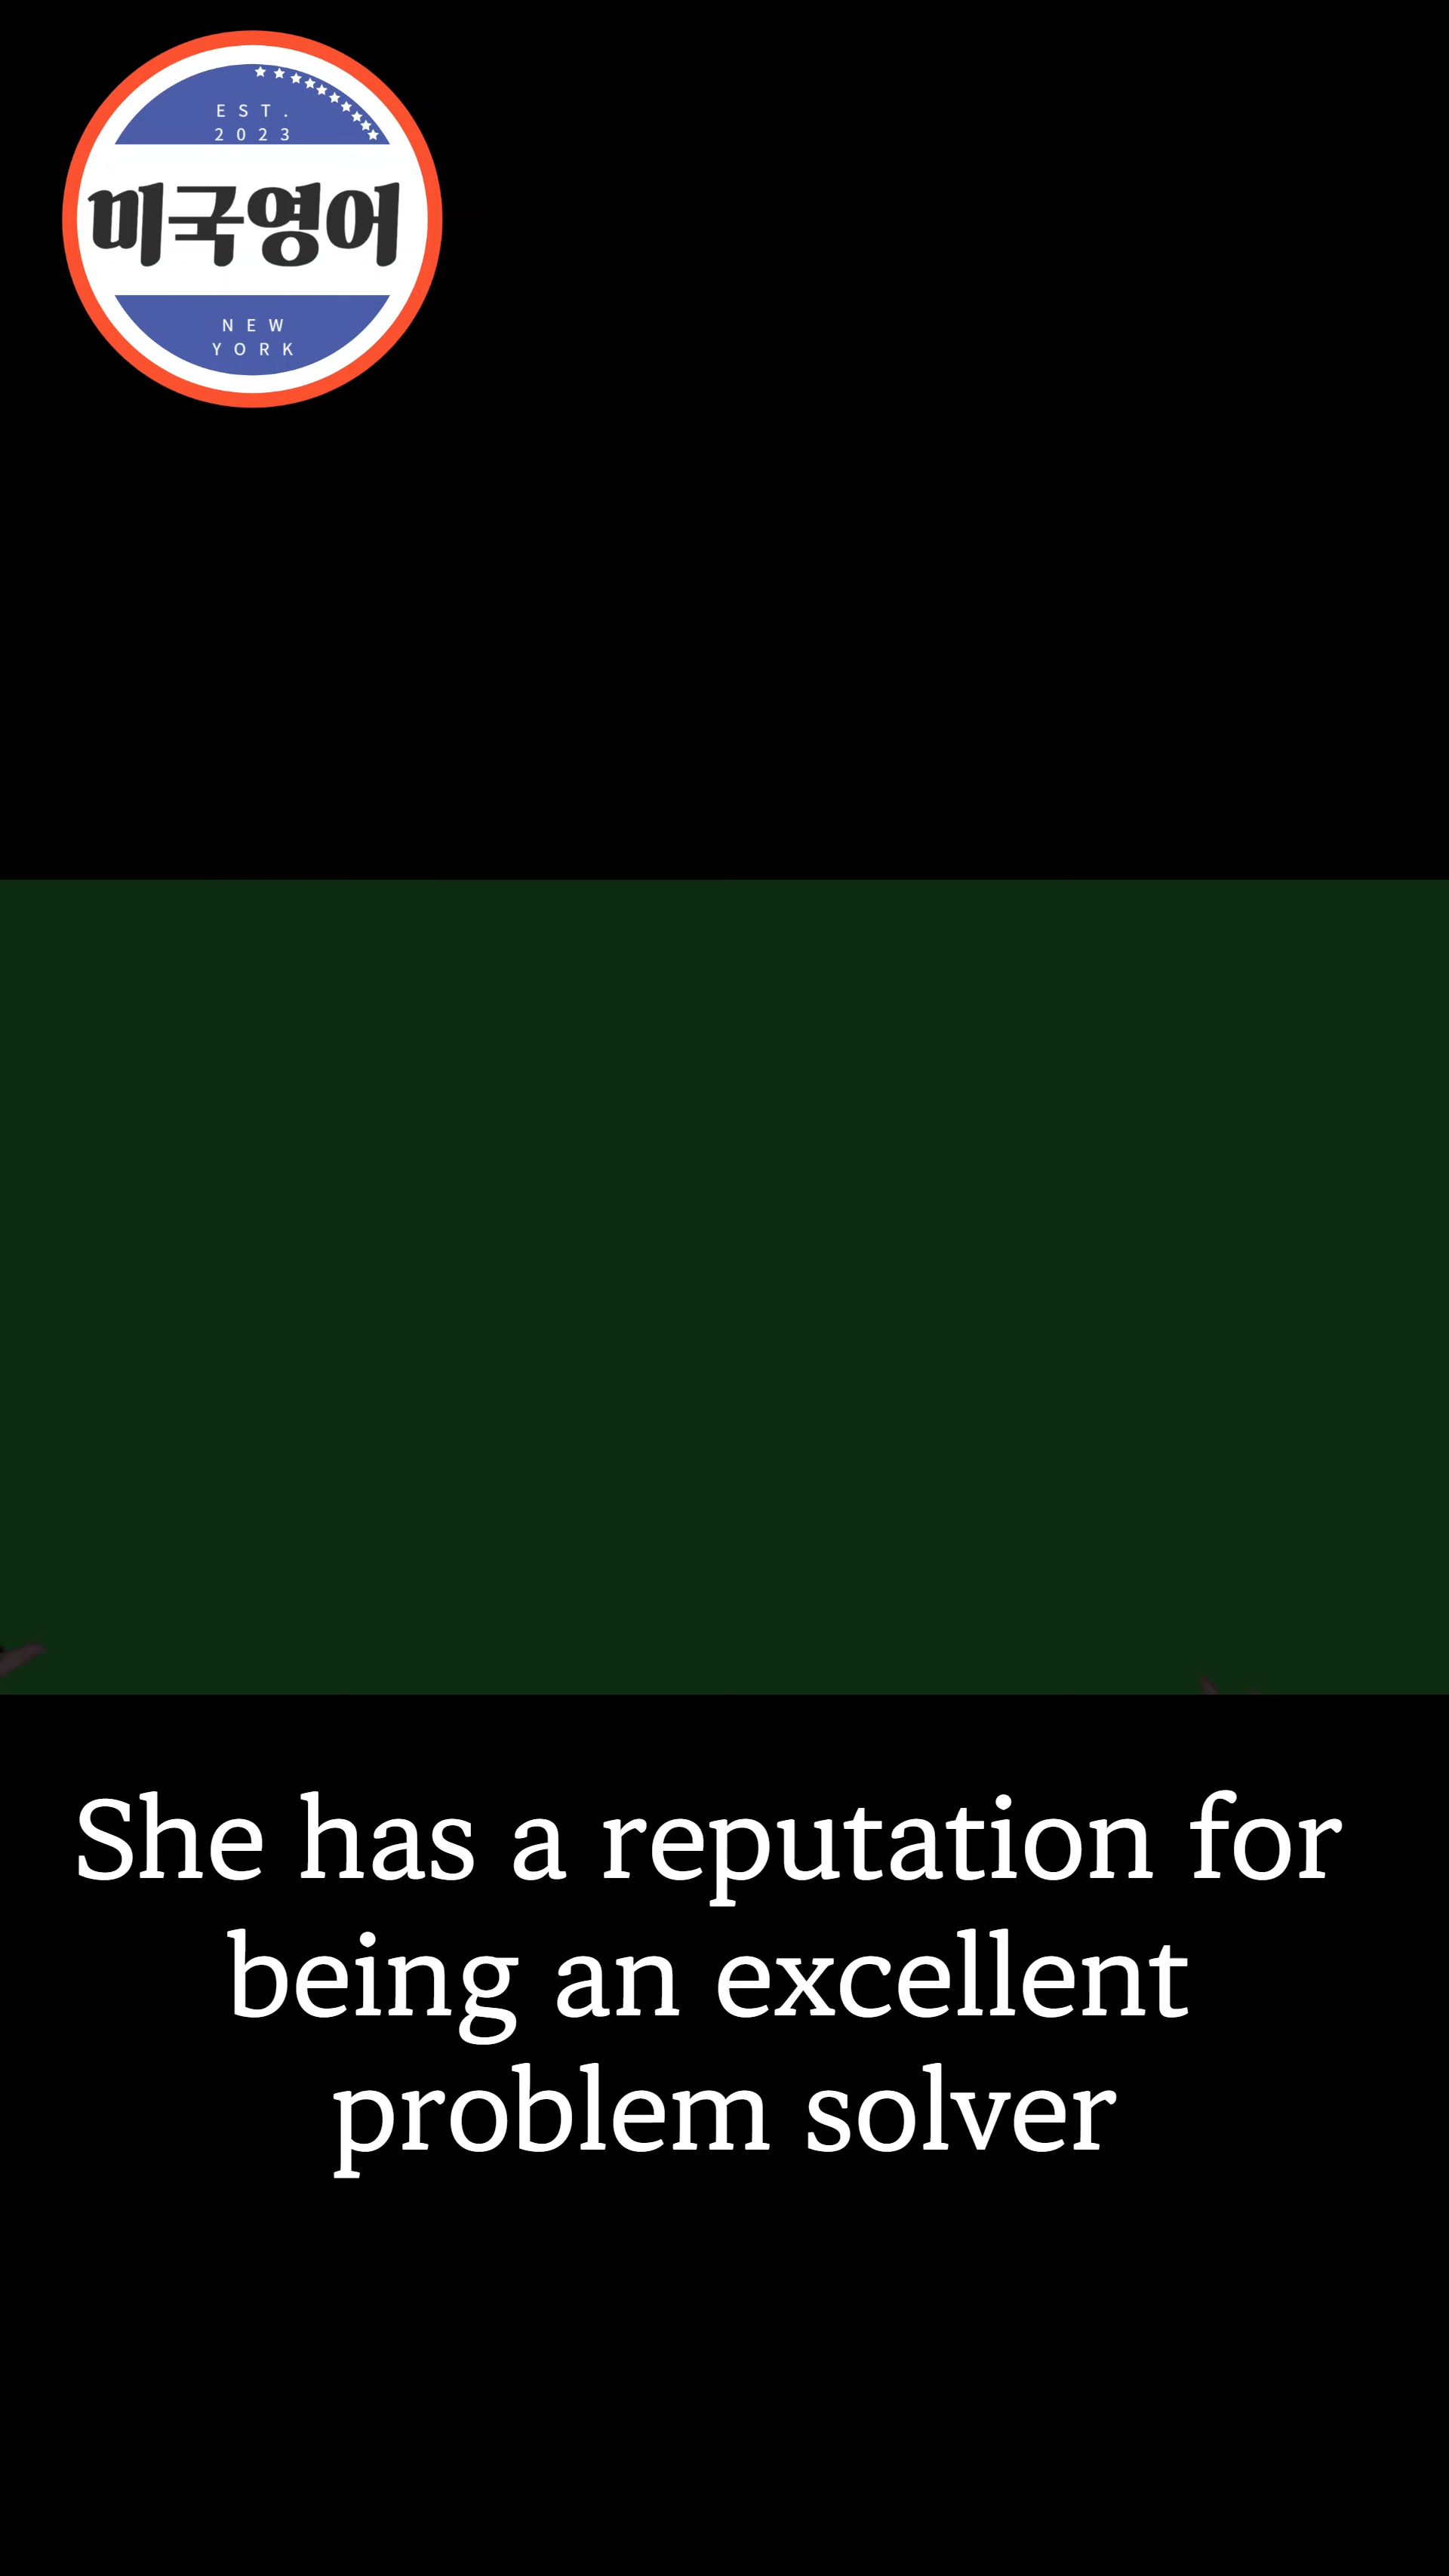 EST.
2023
미국영어
NEW
YORK
She has a reputation for
being an excellent
problem solver